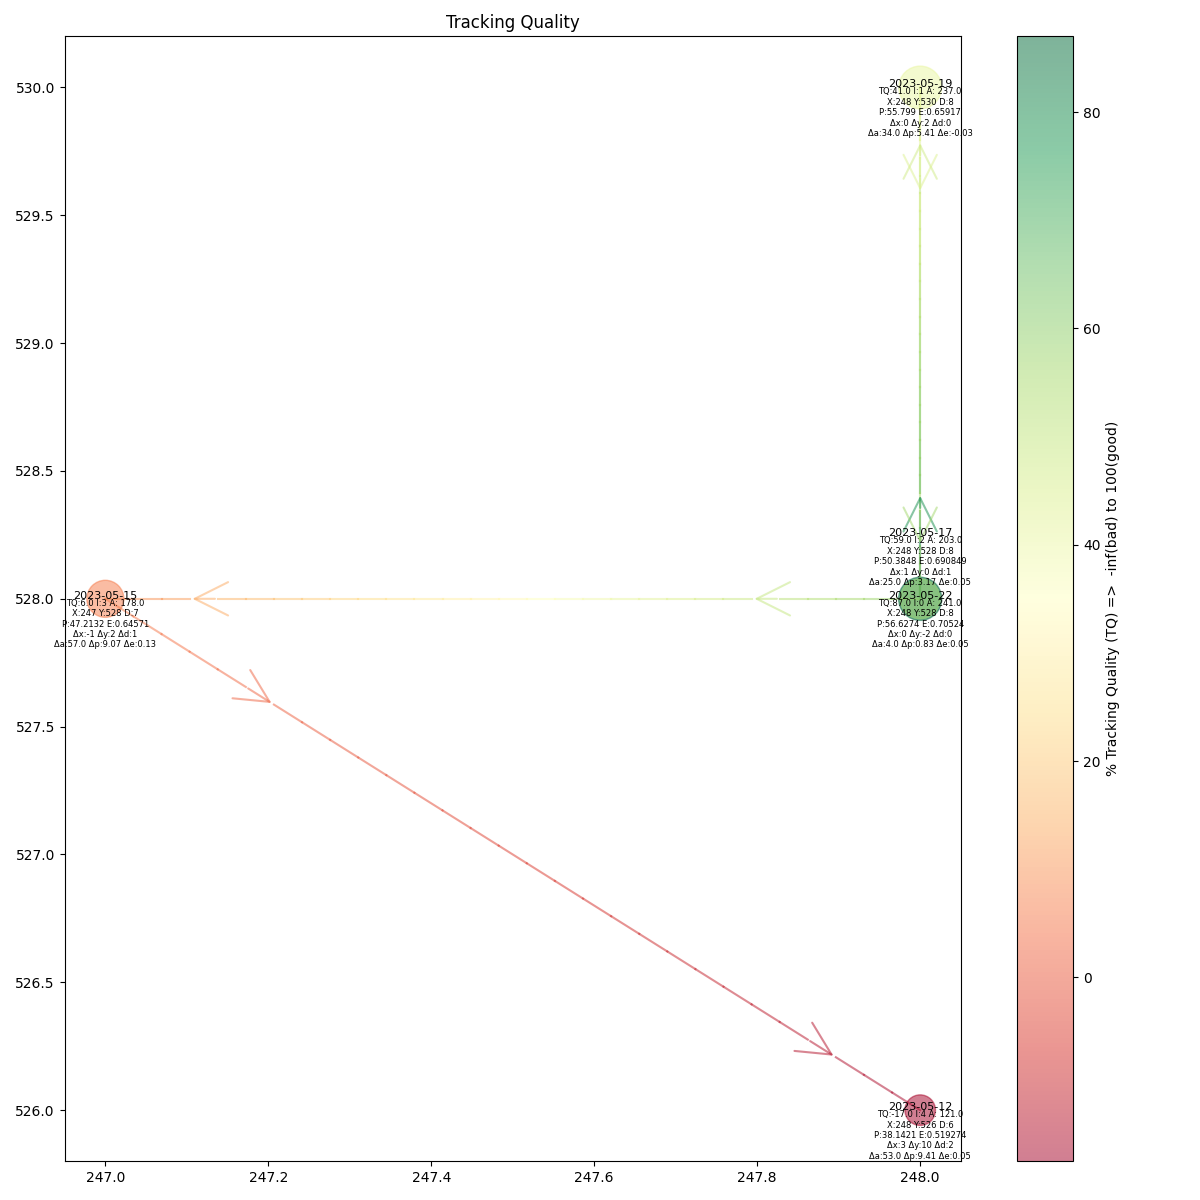 Tracking Quality
530.0
529.5
529.0
528.5
528.0
527.5
527.0
526.5
526.0
247.0
247.2
247.4
247.6
247.8
248.0
2023-05-19
TQ:41.0 I:1 A: 237.0
X:248 Y:530 D:8
P:55.799 E:0.65917
Δx:0 Δy:2 Δd:0
Δa:34.0 Δp:5.41 Δe:-0.03
2023-05-17
TQ:59.0 I:2 A: 203.0
X:248 Y:528 D:8
P:50.3848 E:0.690849
Δx:1 Δy:0 Δd:1
Δa:25.0 Δp:3.17 Δe:0.05
2023-05-22
TQ:87.0 I:0 A: 241.0
X:248 Y:528 D:8
P:56.6274 E:0.70524
Δx:0 Δy:-2 Δd:0
Δa:4.0 Δp:0.83 Δe:0.05
2023-05-15
TQ:6.0 I:3 A: 178.0
X:247 Y:528 D:7
P:47.2132 E:0.64571
Δx:-1 Δy:2 Δd:1
Δa:57.0 Δp:9.07 Δe:0.13
2023-05-12
TQ:-17.0 I:4 A: 121.0
X:248 Y:526 D:6
P:38.1421 E:0.519274
Δx:3 Δy:10 Δd:2
Δa:53.0 Δp:9.41 Δe:0.05
80
60
40
20
0
% Tracking Quality (TQ) => -inf(bad) to 100(good)